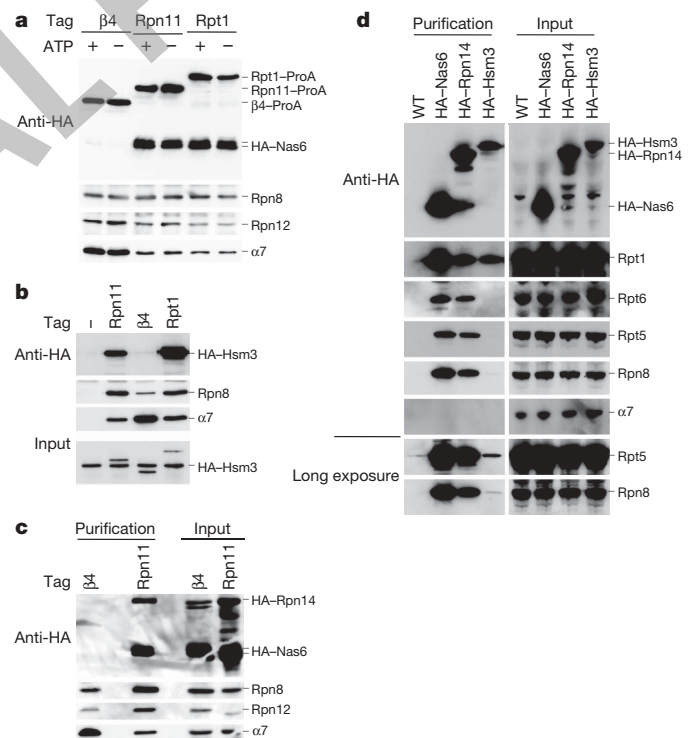 a
Tag β4 Rpn11 Rpt1
ATP + − + − + −
Anti-HA
Rpt1–ProA
Rpn11–ProA
β4–ProA
HA–Nas6
Rpn8
Rpn12
α7
b
Tag – Rpn11 β4 Rpt1
Anti-HA
HA–Hsm3
Rpn8
α7
Input
HA–Hsm3
c
Purification Input
Tag β4 Rpn11 β4 Rpn11
Anti-HA
HA–Rpn14
HA–Nas6
Rpn8
Rpn12
α7
d
Purification Input
WT HA–Nas6 HA–Rpn14 HA–Hsm3 WT HA–Nas6 HA–Rpn14 HA–Hsm3
Anti-HA
HA–Hsm3
HA–Rpn14
HA–Nas6
Rpt1
Rpt6
Rpt5
Rpn8
α7
Long exposure
Rpt5
Rpn8